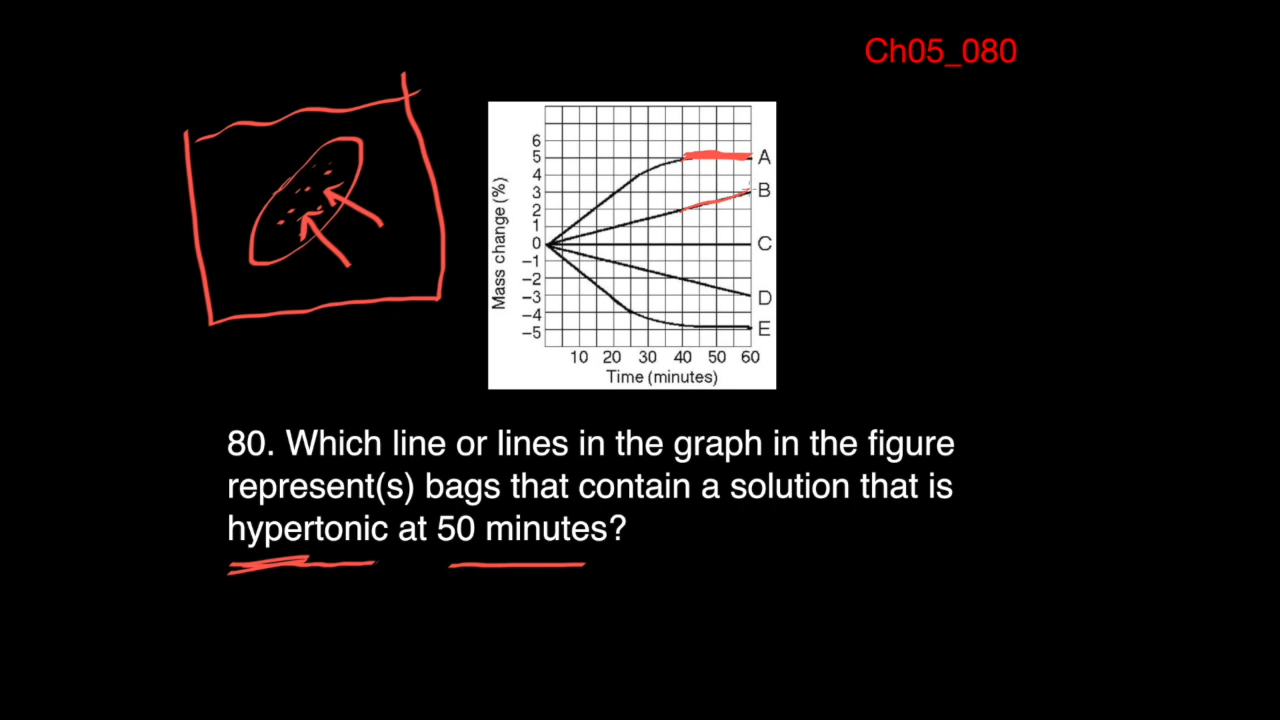 Ch05_080
Mass change (%)
6
5
4
3
2
1
0
−1
−2
−3
−4
−5
A
B
C
D
E
10 20 30 40 50 60
Time (minutes)
80. Which line or lines in the graph in the figure
represent(s) bags that contain a solution that is
hypertonic at 50 minutes?